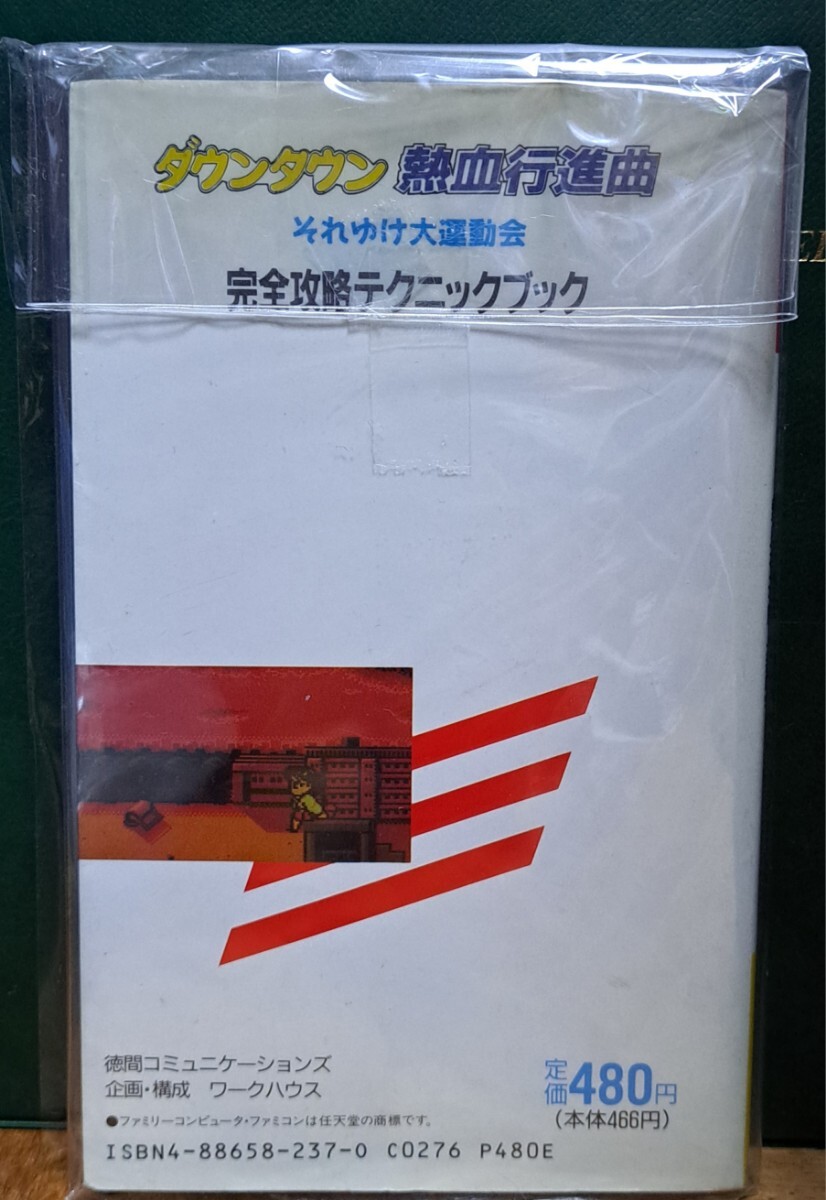 ダウンタウン 熱血行進曲
それゆけ大運動会
完全攻略テクニックブック
徳間コミュニケーションズ
企画・構成 ワークハウス
定価480円
(本体466円)
●ファミリーコンピュータ・ファミコンは任天堂の商標です。
ISBN4-88658-237-0 C0276 P480E